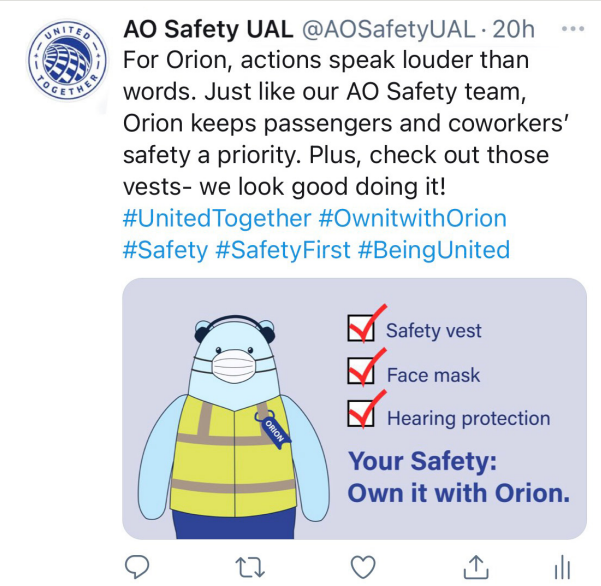 UNITED
TOGETHER
AO Safety UAL @AOSafetyUAL · 20h
For Orion, actions speak louder than
words. Just like our AO Safety team,
Orion keeps passengers and coworkers’
safety a priority. Plus, check out those
vests- we look good doing it!
#UnitedTogether #OwnitwithOrion
#Safety #SafetyFirst #BeingUnited
ORION
Safety vest
Face mask
Hearing protection
Your Safety:
Own it with Orion.